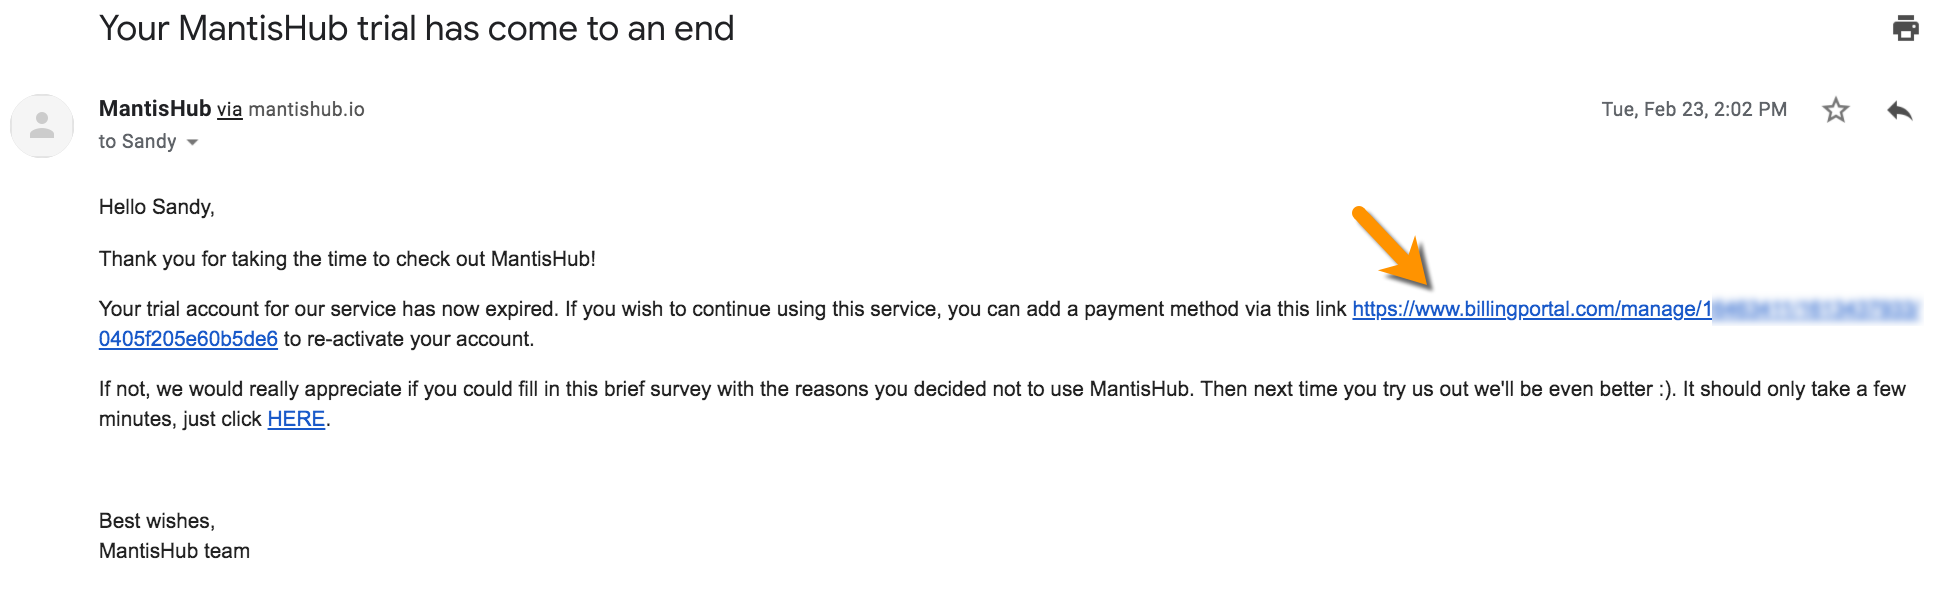 Your MantisHub trial has come to an end
MantisHub via mantishub.io
Tue, Feb 23, 2:02 PM
to Sandy
Hello Sandy,
Thank you for taking the time to check out MantisHub!
Your trial account for our service has now expired. If you wish to continue using this service, you can add a payment method via this link https://www.billingportal.com/manage/1
0405f205e60b5de6 to re-activate your account.
If not, we would really appreciate if you could fill in this brief survey with the reasons you decided not to use MantisHub. Then next time you try us out we'll be even better :). It should only take a few
minutes, just click HERE.
Best wishes,
MantisHub team